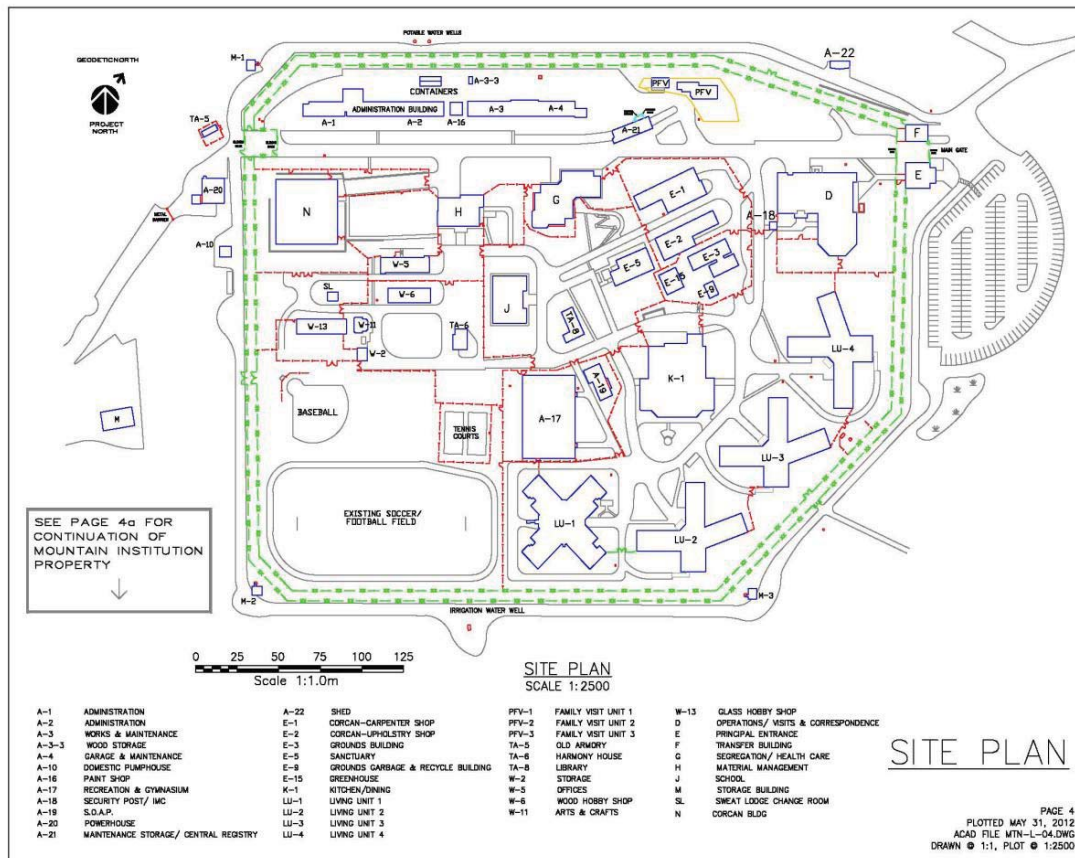 POTABLE WATER WELLS
M-1
A-22
GEODETIC NORTH
PROJECT
NORTH
A-3-3
CONTAINERS
PFV
PFV
ADMINISTRATION BUILDING
A-3
A-4
A-1
A-2
A-16
TA-5
A-21
F
MAIN GATE
E
A-20
N
H
G
E-1
D
A-18
METAL
BARRIER
E-2
A-10
E-3
W-5
E-5
E-15
E-9
SL
W-6
J
W-13
W-11
TA-6
TA-8
W-2
LU-4
K-1
A-19
M
BASEBALL
A-17
TENNIS
COURTS
LU-3
EXISTING SOCCER/
FOOTBALL FIELD
LU-1
LU-2
SEE PAGE 4a FOR
CONTINUATION OF
MOUNTAIN INSTITUTION
PROPERTY
M-2
M-3
IRRIGATION WATER WELL
0 25 50 75 100 125
Scale 1:1.0m
SITE PLAN
SCALE 1:2500
A-1 ADMINISTRATION
A-2 ADMINISTRATION
A-3 WORKS & MAINTENANCE
A-3-3 WOOD STORAGE
A-4 GARAGE & MAINTENANCE
A-10 DOMESTIC PUMPHOUSE
A-16 PAINT SHOP
A-17 RECREATION & GYMNASIUM
A-18 SECURITY POST/ IMC
A-19 S.O.A.P.
A-20 POWERHOUSE
A-21 MAINTENANCE STORAGE/ CENTRAL REGISTRY
A-22 SHED
E-1 CORCAN-CARPENTER SHOP
E-2 CORCAN-UPHOLSTRY SHOP
E-3 GROUNDS BUILDING
E-5 SANCTUARY
E-9 GROUNDS GARBAGE & RECYCLE BUILDING
E-15 GREENHOUSE
K-1 KITCHEN/DINING
LU-1 LIVING UNIT 1
LU-2 LIVING UNIT 2
LU-3 LIVING UNIT 3
LU-4 LIVING UNIT 4
PFV-1 FAMILY VISIT UNIT 1
PFV-2 FAMILY VISIT UNIT 2
PFV-3 FAMILY VISIT UNIT 3
TA-5 OLD ARMORY
TA-6 HARMONY HOUSE
TA-8 LIBRARY
W-2 STORAGE
W-5 OFFICES
W-6 WOOD HOBBY SHOP
W-11 ARTS & CRAFTS
W-13 GLASS HOBBY SHOP
D OPERATIONS/ VISITS & CORRESPONDENCE
E PRINCIPAL ENTRANCE
F TRANSFER BUILDING
G SEGREGATION/ HEALTH CARE
H MATERIAL MANAGEMENT
J SCHOOL
M STORAGE BUILDING
SL SWEAT LODGE CHANGE ROOM
N CORCAN BLDG
SITE PLAN
PAGE 4
PLOTTED MAY 31, 2012
ACAD FILE MTN-L-04.DWG
DRAWN @ 1:1, PLOT @ 1:2500